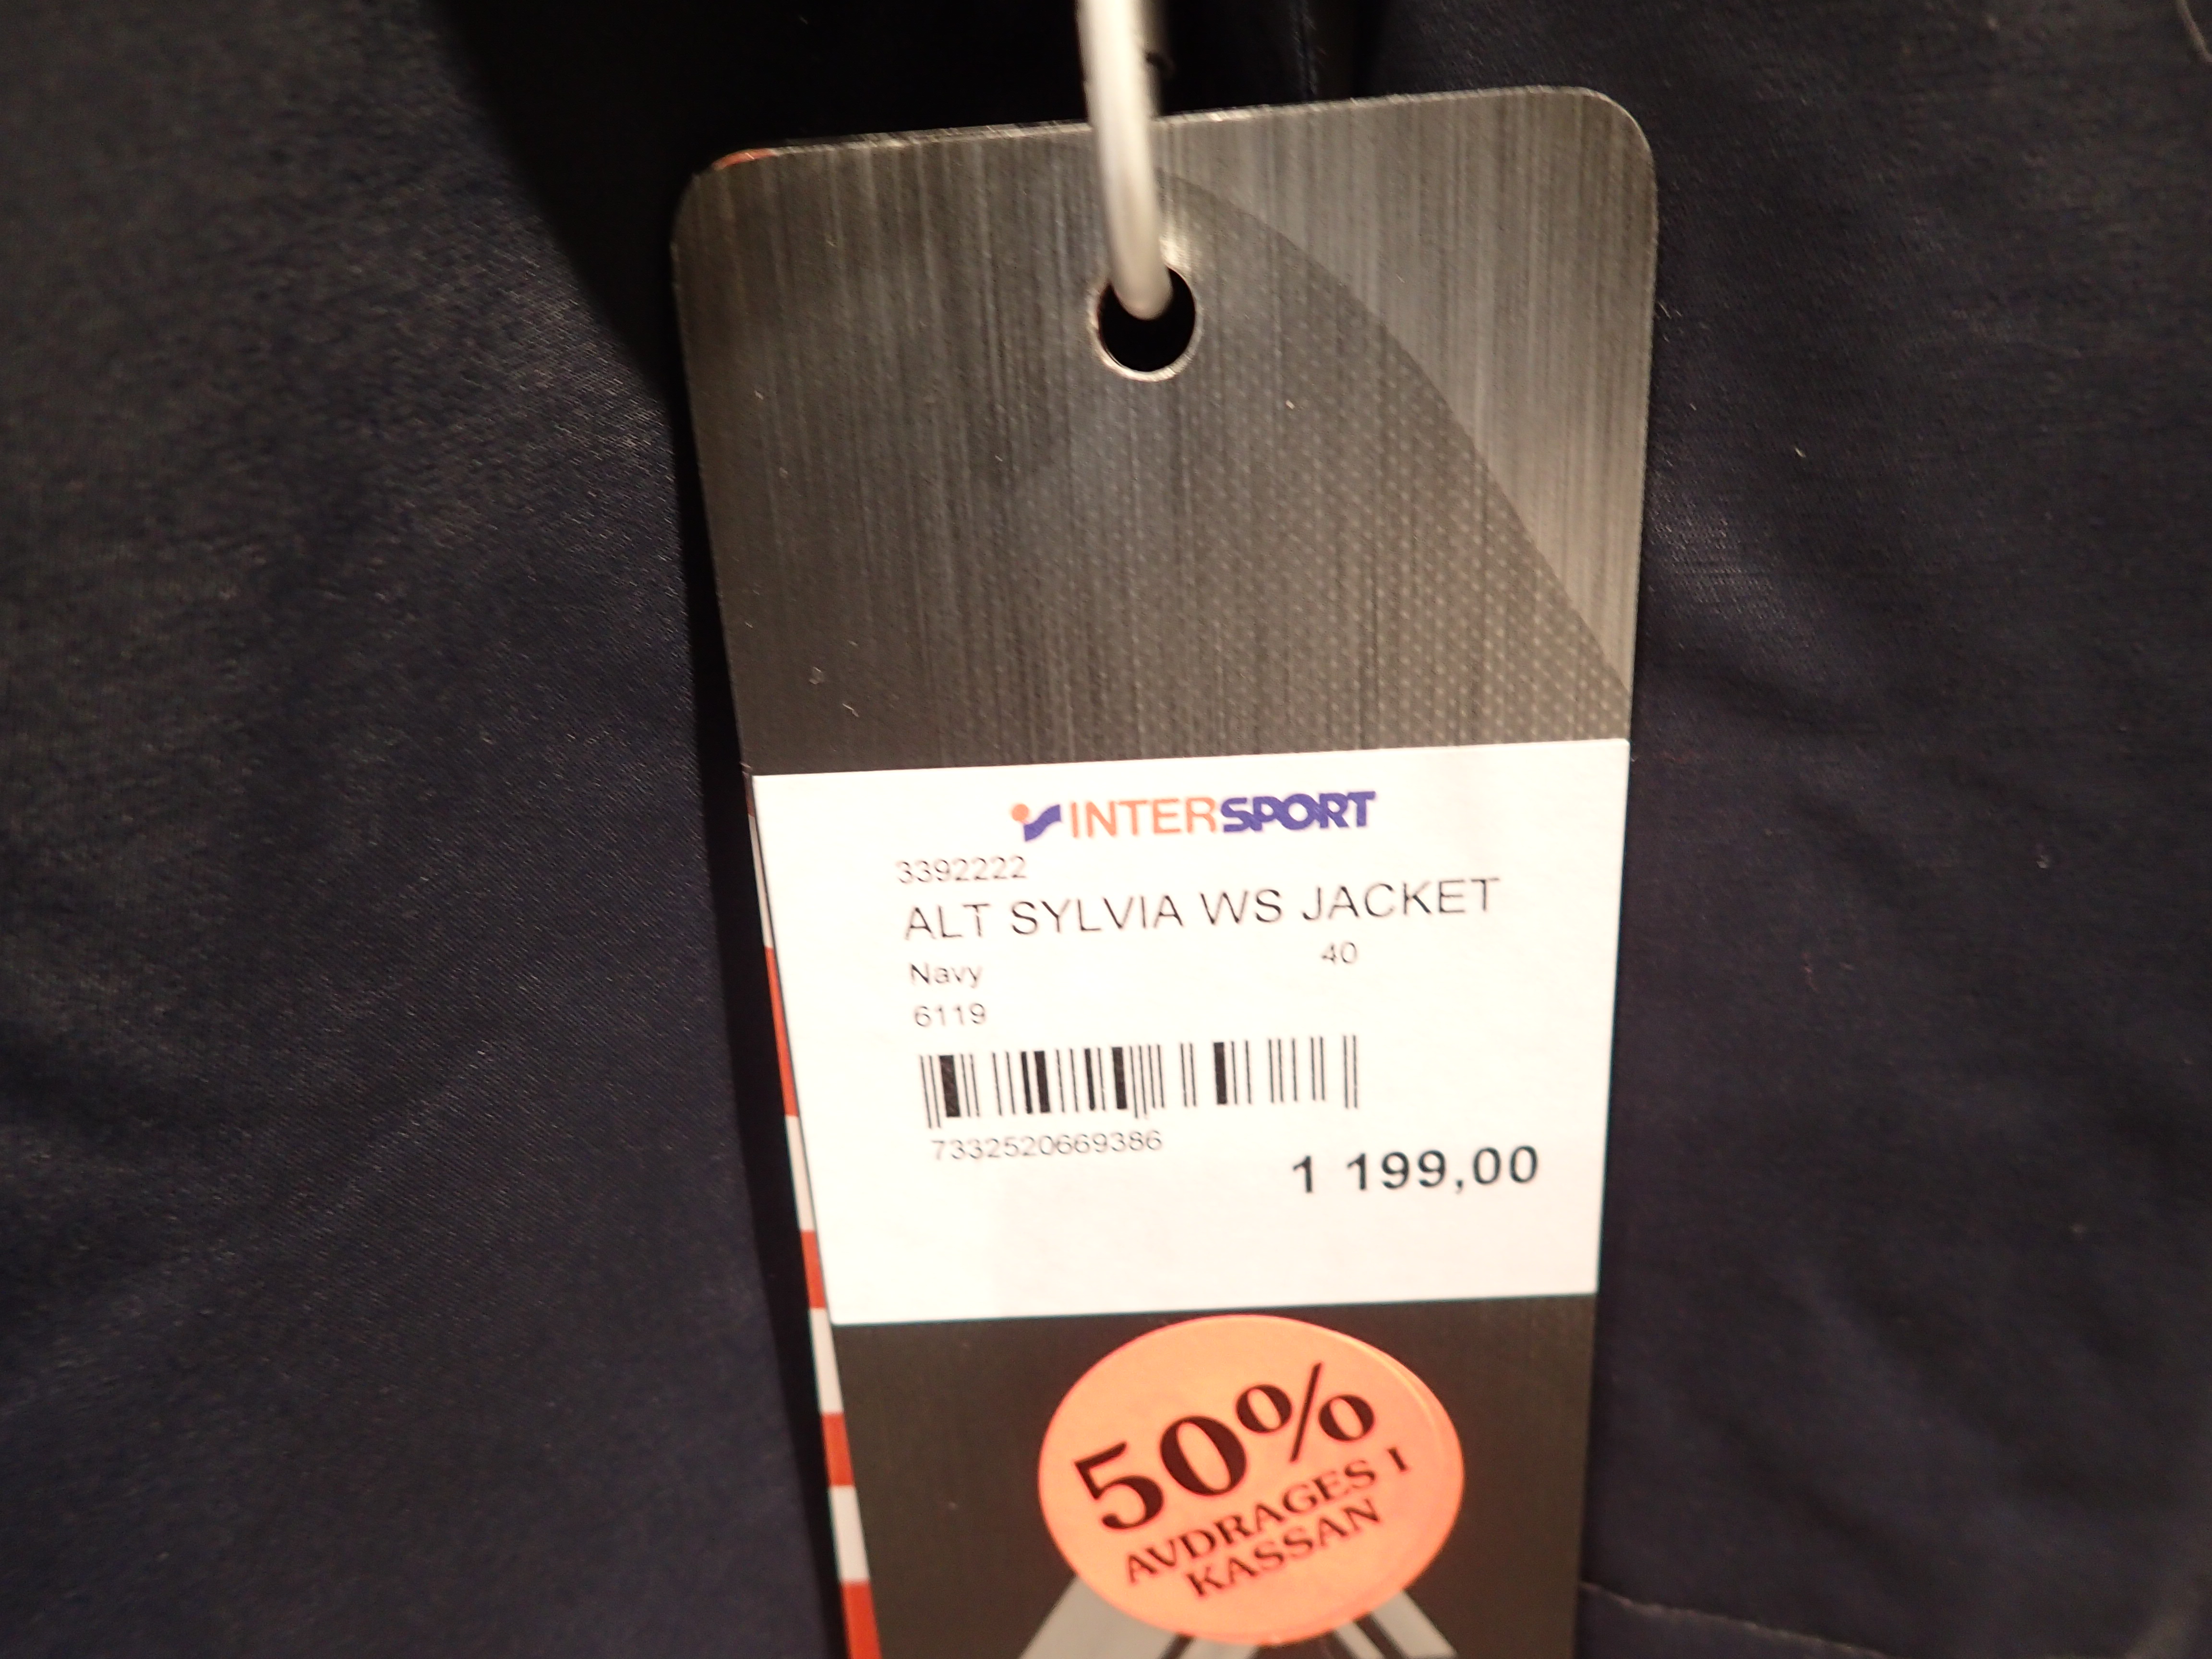 INTERSPORT
3392222
ALT SYLVIA WS JACKET
Navy 40
6119
7332520669386
1 199,00
50%
AVDRAGES I
KASSAN